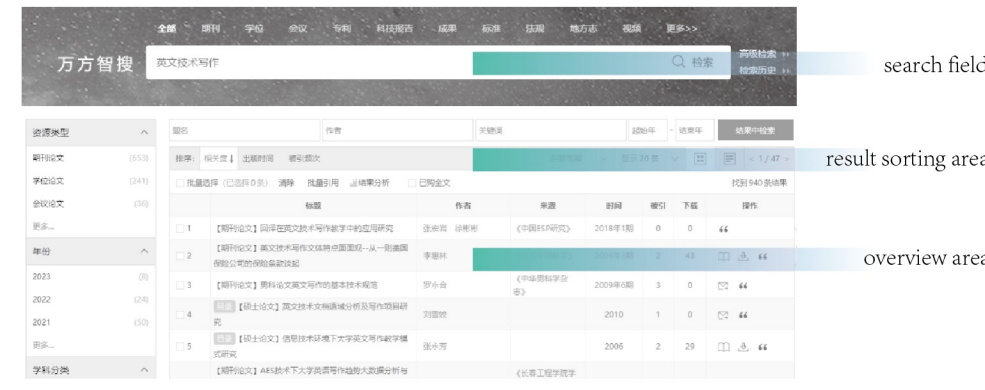 全部 期刊 学位 会议 专利 科技报告 成果 标准 法规 地方志 视频 更多>>
万方智搜 英文技术写作 检索 高级检索 ››
检索历史 ››
search field
资源类型
期刊论文 (653)
学位论文 (241)
会议论文 (36)
更多...
年份
2023 (8)
2022 (24)
2021 (50)
更多...
学科分类
题名 作者 关键词 起始年 - 结束年 结果中检索
排序: 相关度 出版时间 被引频次 显示 20 条 < 1 / 47 >
result sorting area
批量选择 (已选择 0 条) 清除 批量引用 结果分析 已购全文 找到 940 条结果
标题 作者 来源 时间 被引 下载 操作
1 【期刊论文】回译在英文技术写作教学中的应用研究 张会 徐彬彬 《中国ESP研究》 2018年1期 0 0
2 【期刊论文】英文技术写作文体特点面面观--从一则美国
保险公司的保险条款谈起 李惠林 2 43
overview area
3 【期刊论文】男科论文英文写作的基本技术规范 《中华男科学杂
志》 2009年6期 3 0
4 目录 【硕士论文】英文技术文档语域分析及写作项目研
究 2010 1 0
5 目录 【硕士论文】信息技术环境下大学英文写作教学模
式研究 张永芳 2006 2 29
【期刊论文】AES技术下大学英语写作趋势大数据分析与 《长春工程学院学